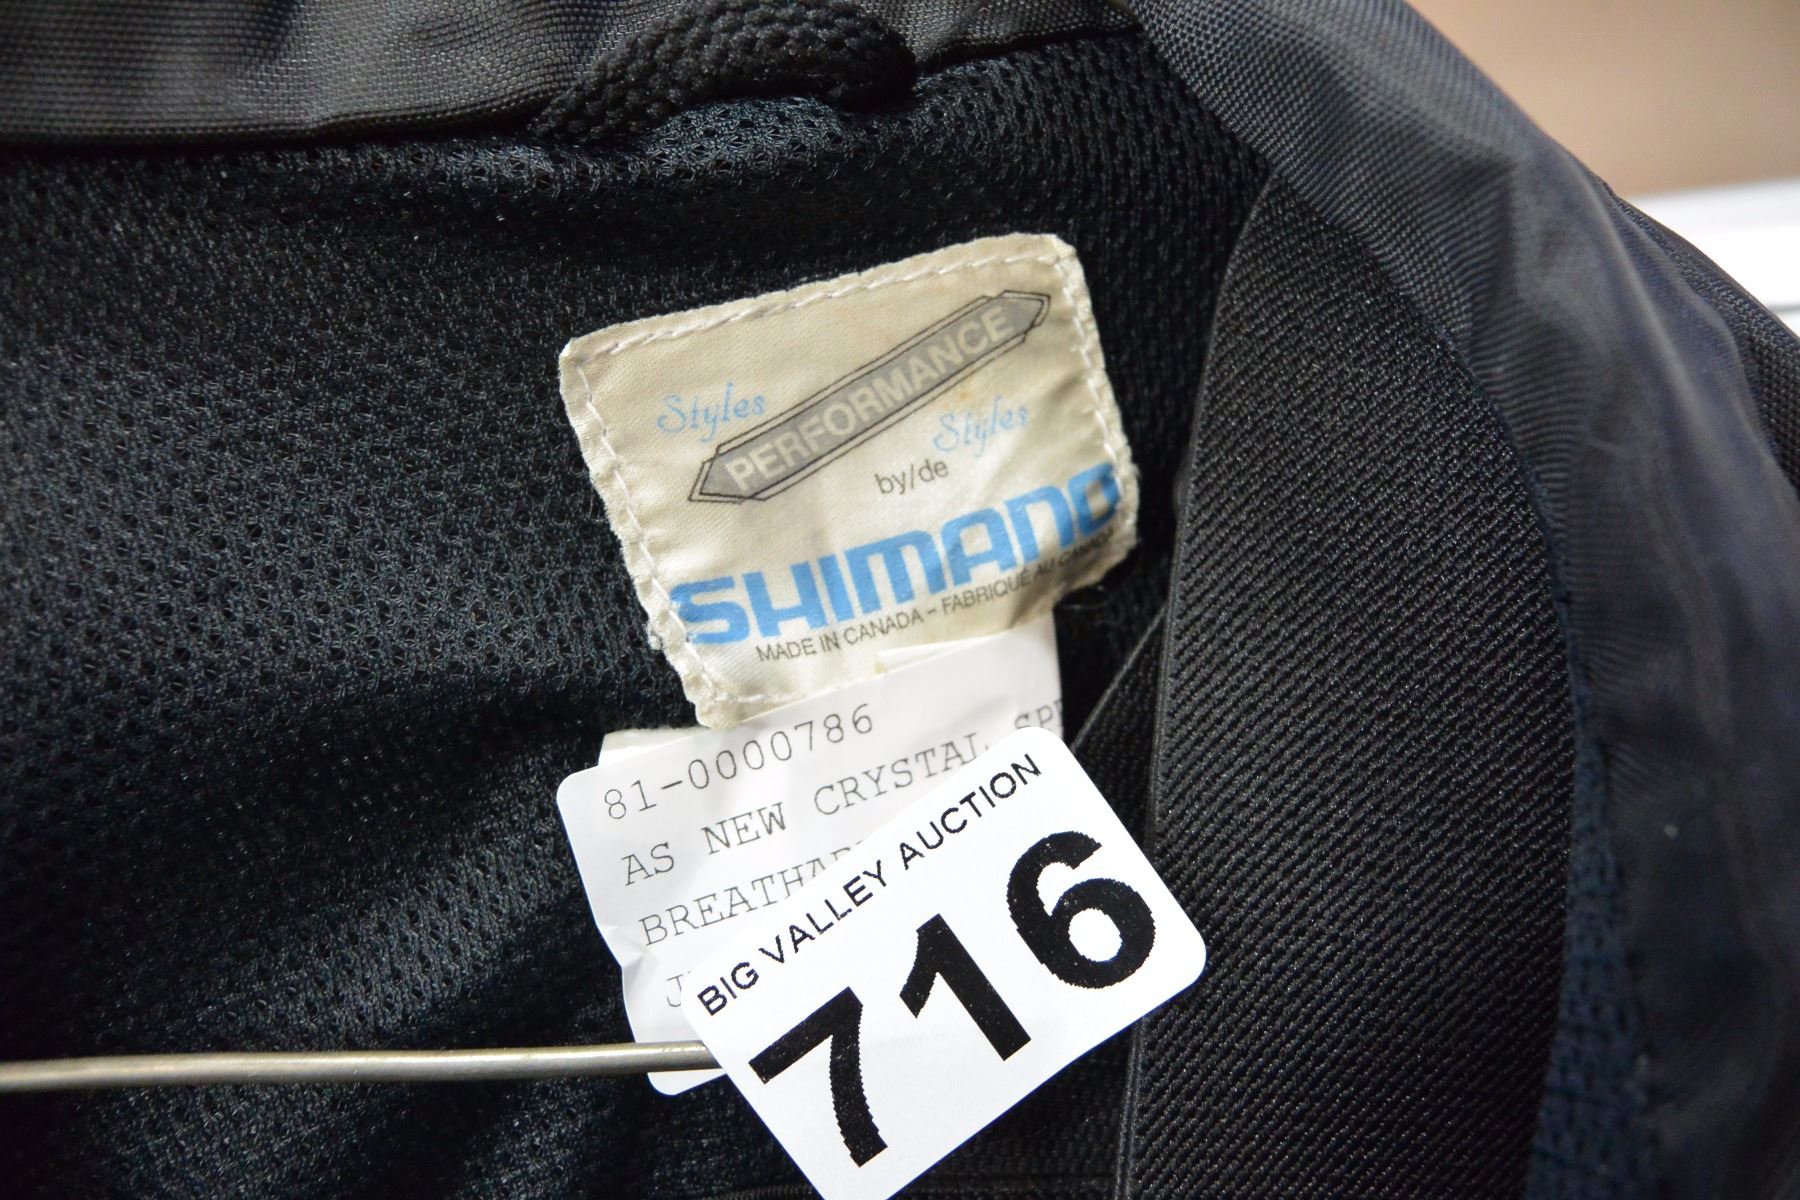 Styles
PERFORMANCE
Styles
by/de
SHIMANO
MADE IN CANADA - FABRIQUÉ AU CANADA
81-0000786
AS NEW CRYSTAL
BIG VALLEY AUCTION
716